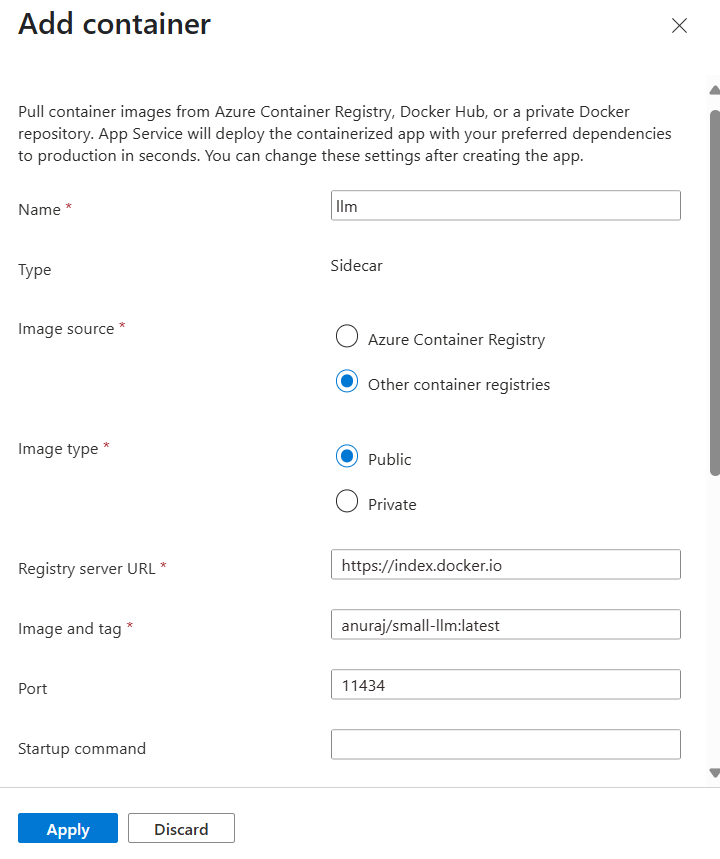 Add container
Pull container images from Azure Container Registry, Docker Hub, or a private Docker
repository. App Service will deploy the containerized app with your preferred dependencies
to production in seconds. You can change these settings after creating the app.
Name *
llm
Type
Sidecar
Image source *
Azure Container Registry
Other container registries
Image type *
Public
Private
Registry server URL *
https://index.docker.io
Image and tag *
anuraj/small-llm:latest
Port
11434
Startup command
Apply
Discard